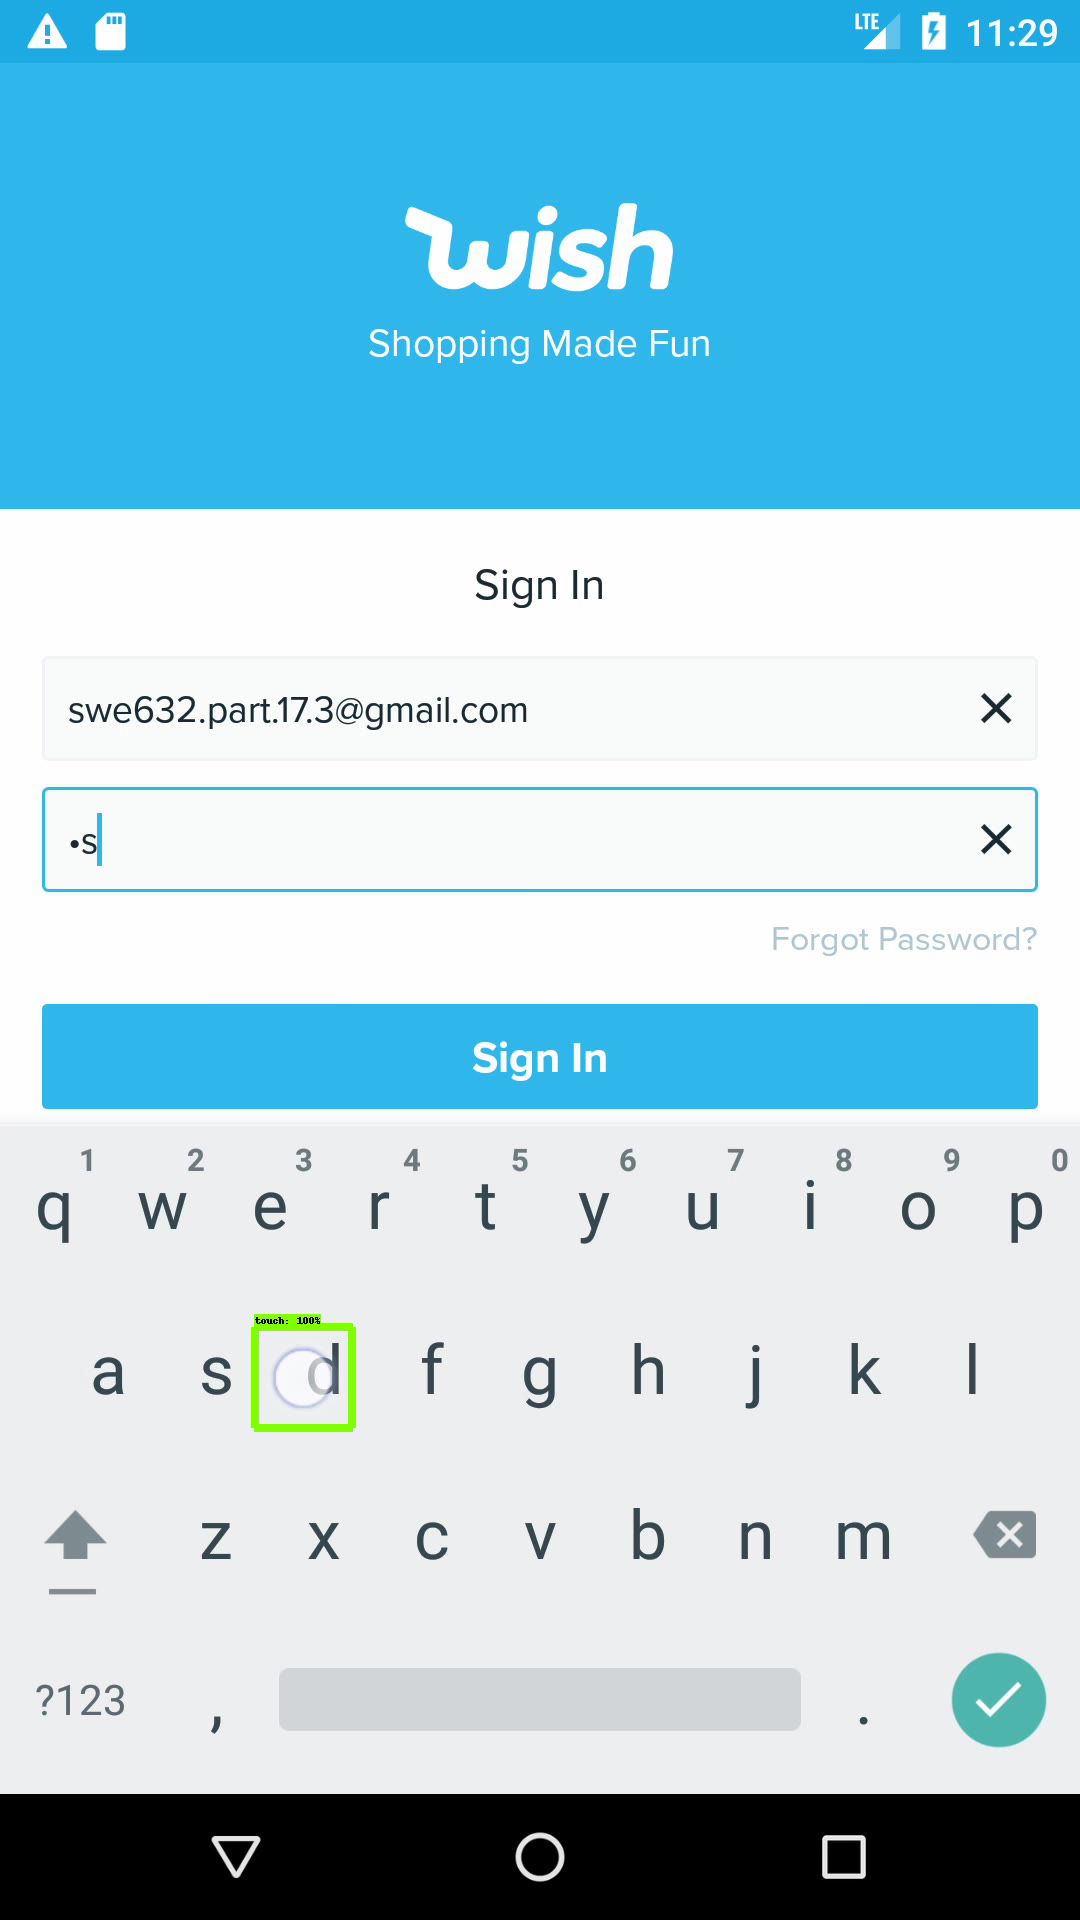 LTE 11:29
wish
Shopping Made Fun
Sign In
swe632.part.17.3@gmail.com
•s
Forgot Password?
Sign In
1 2 3 4 5 6 7 8 9 0
q w e r t y u i o p
touch: 100%
a s d f g h j k l
z x c v b n m
?123 , .